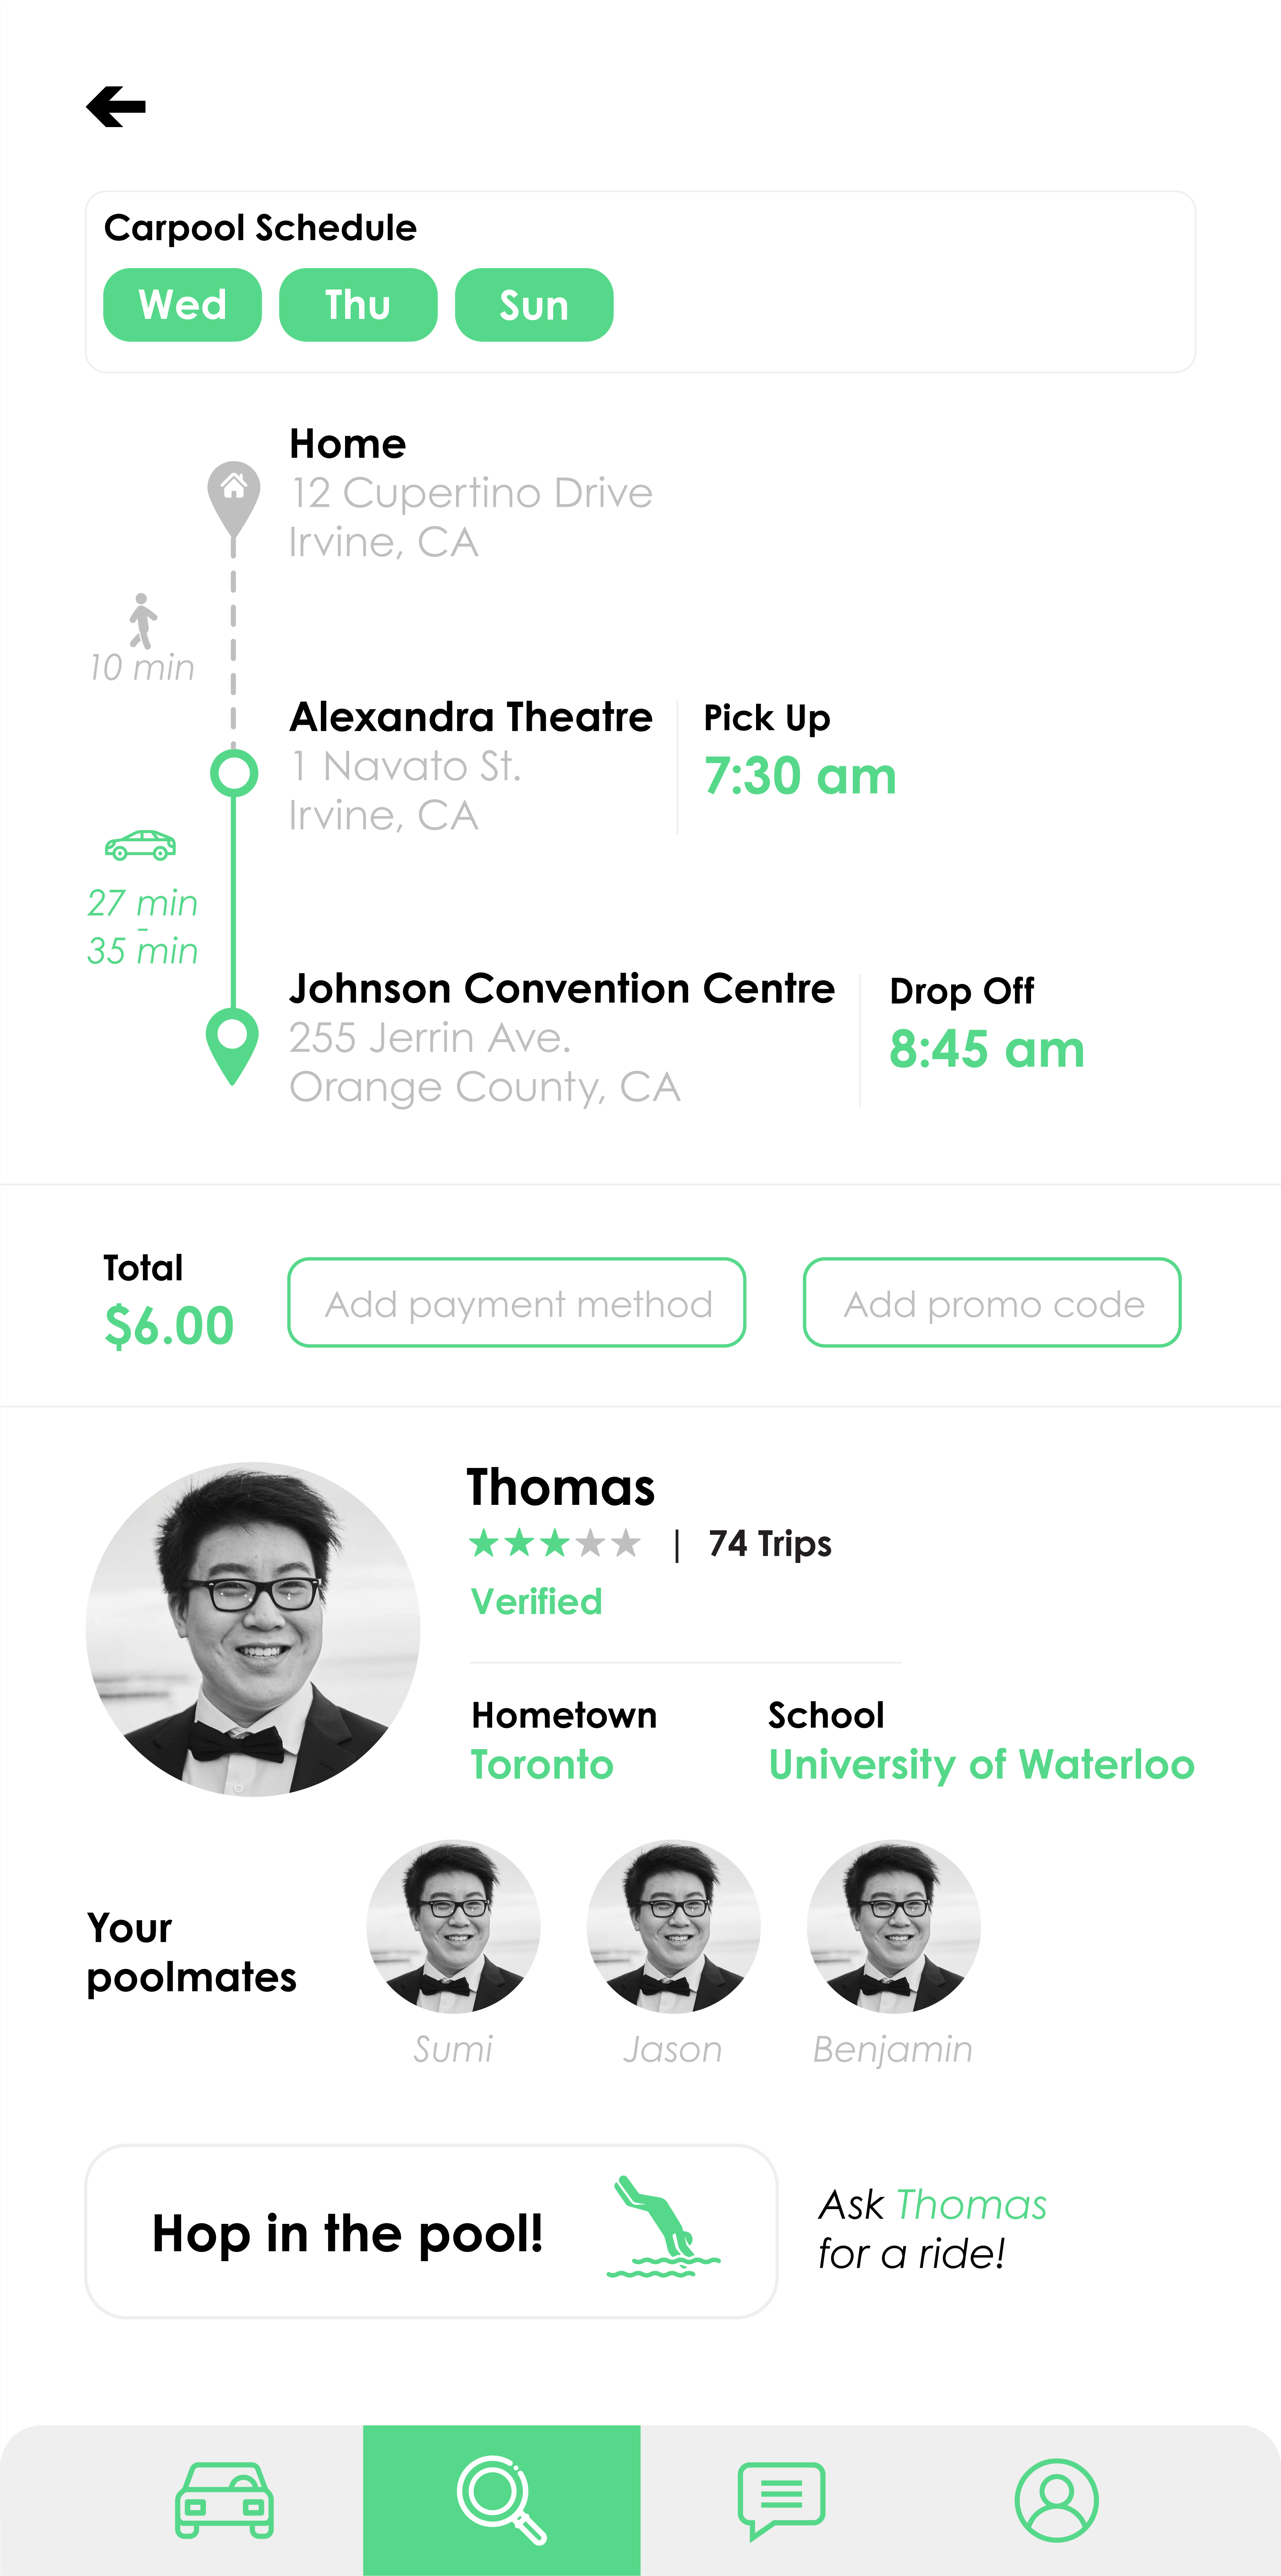 Carpool Schedule
Wed Thu Sun
Home
12 Cupertino Drive
Irvine, CA
10 min
Alexandra Theatre
1 Navato St.
Irvine, CA
Pick Up
7:30 am
27 min
-
35 min
Johnson Convention Centre
255 Jerrin Ave.
Orange County, CA
Drop Off
8:45 am
Total
$6.00
Add payment method
Add promo code
Thomas
| 74 Trips
Verified
Hometown
Toronto
School
University of Waterloo
Your
poolmates
Sumi
Jason
Benjamin
Hop in the pool!
Ask Thomas
for a ride!